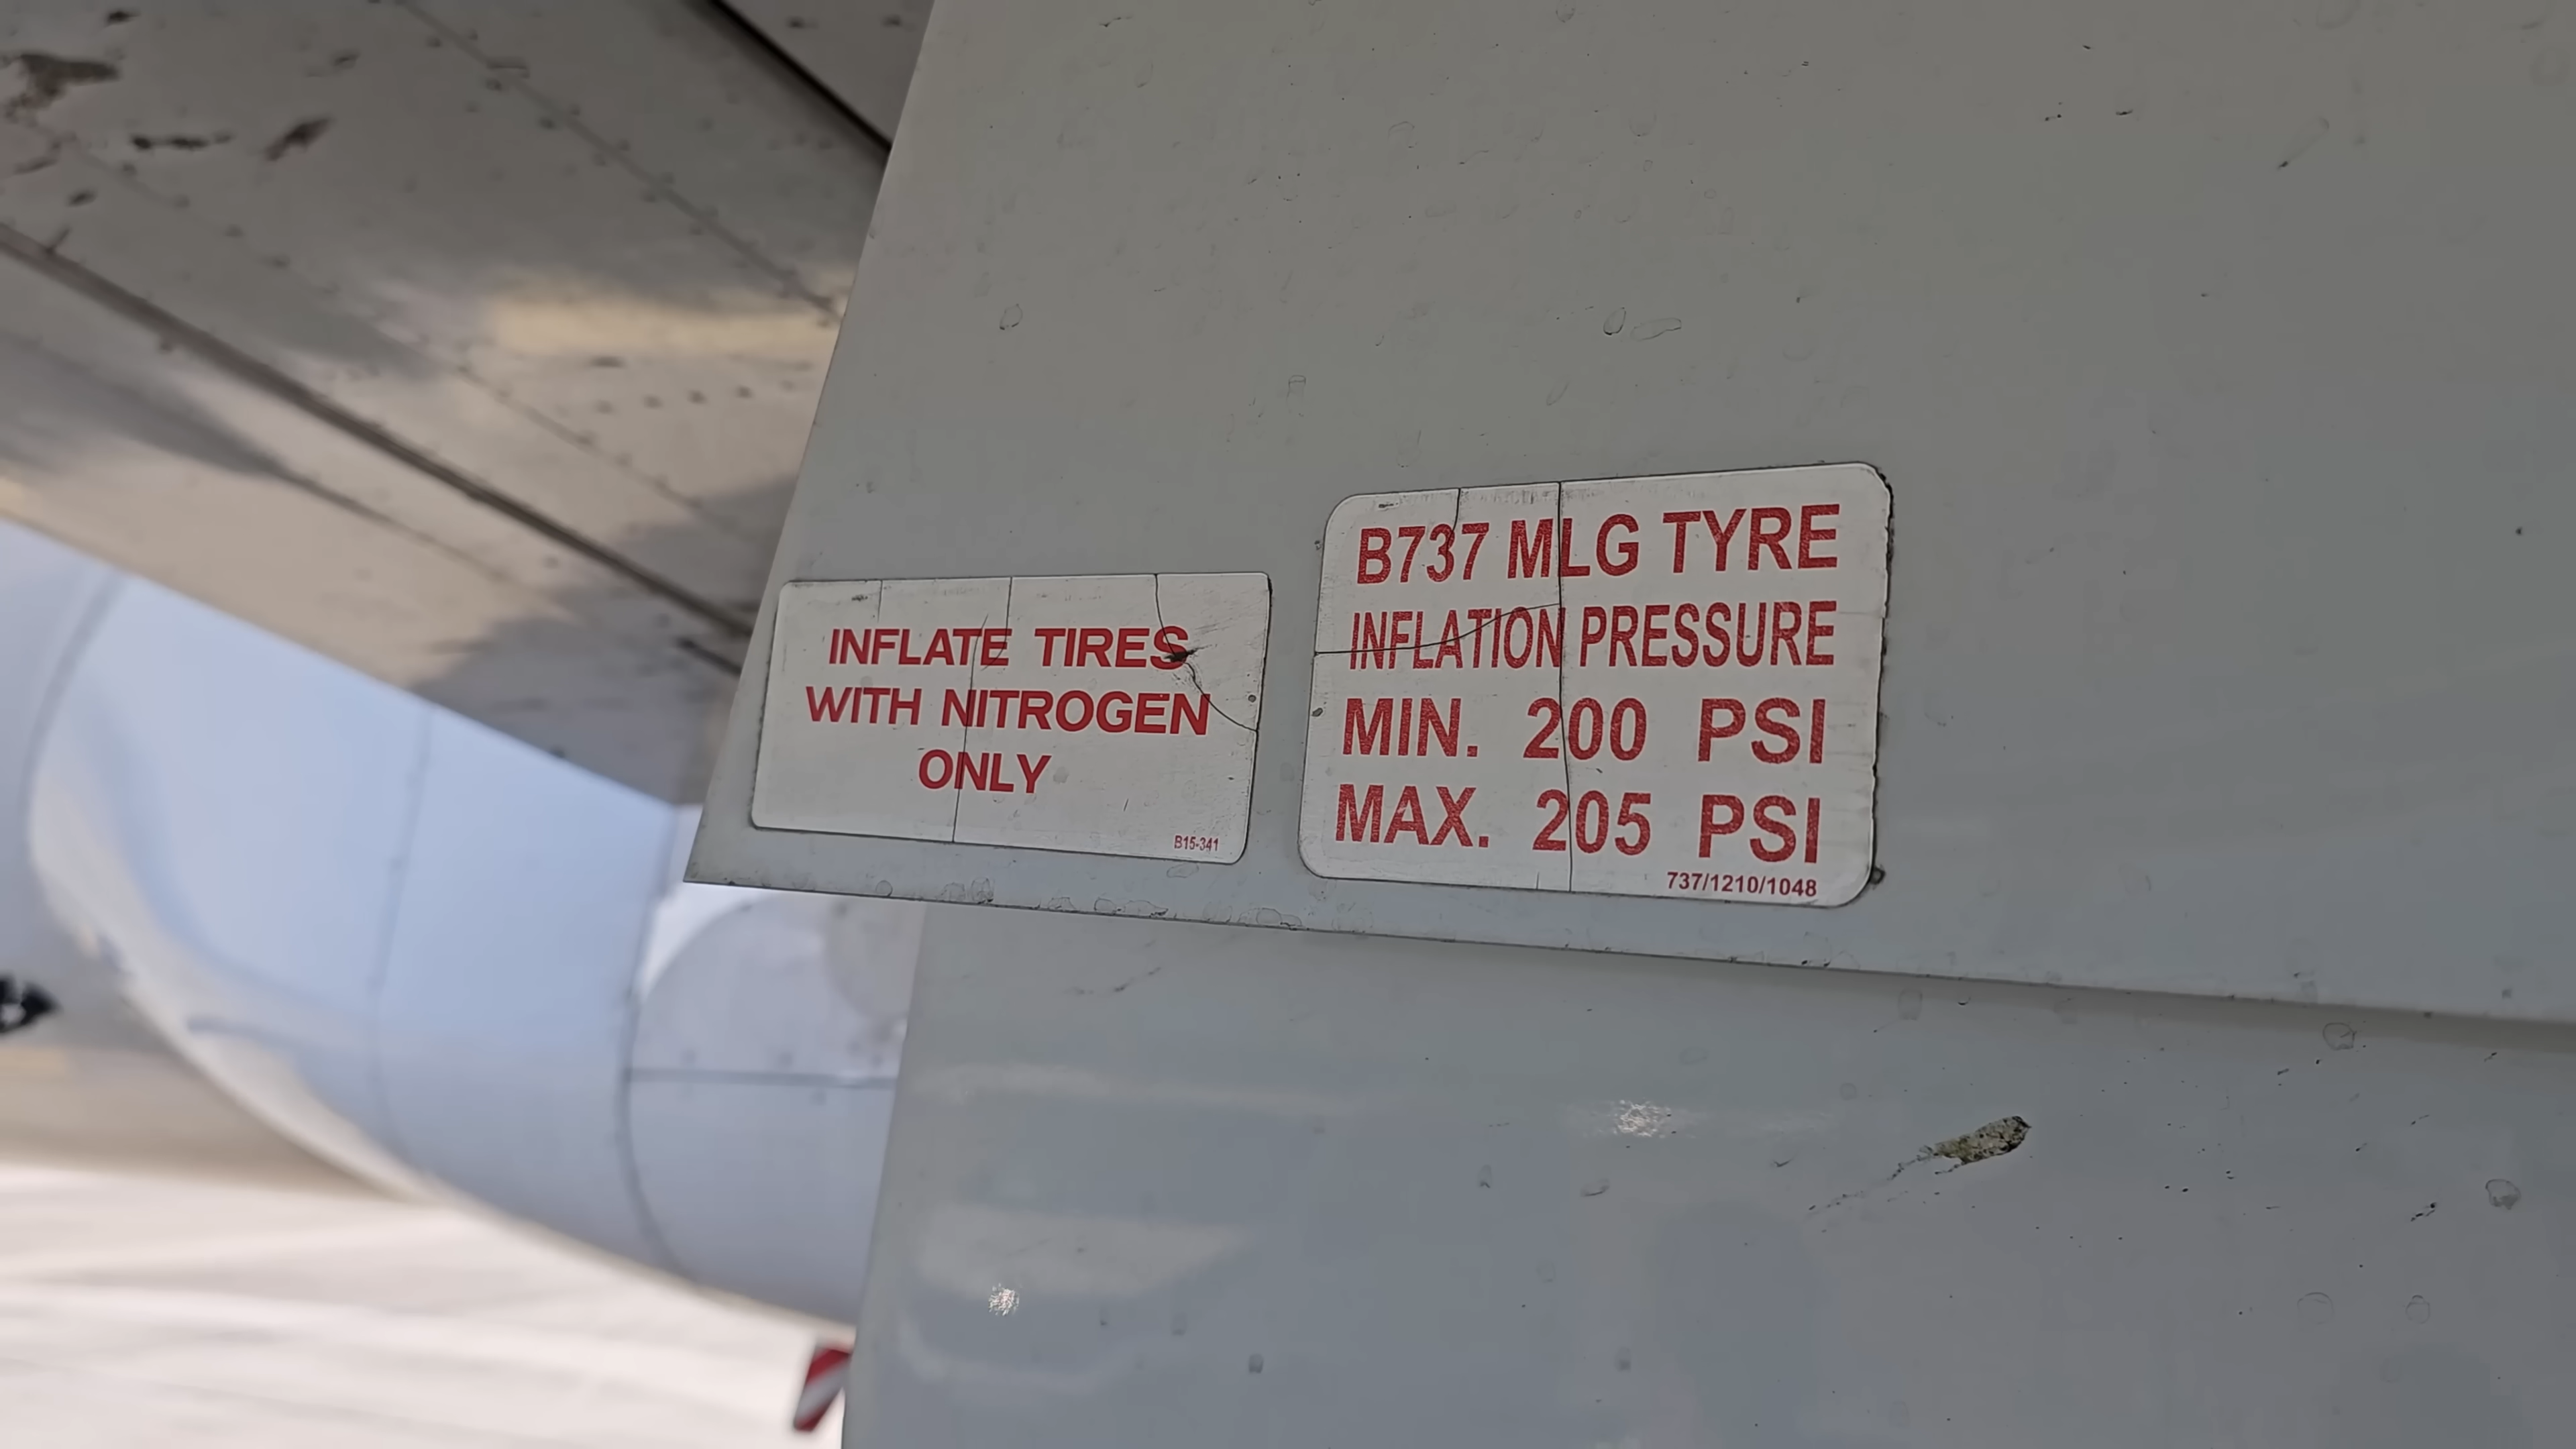 INFLATE TIRES
WITH NITROGEN
ONLY
B15-341
B737 MLG TYRE
INFLATION PRESSURE
MIN. 200 PSI
MAX. 205 PSI
737/1210/1048